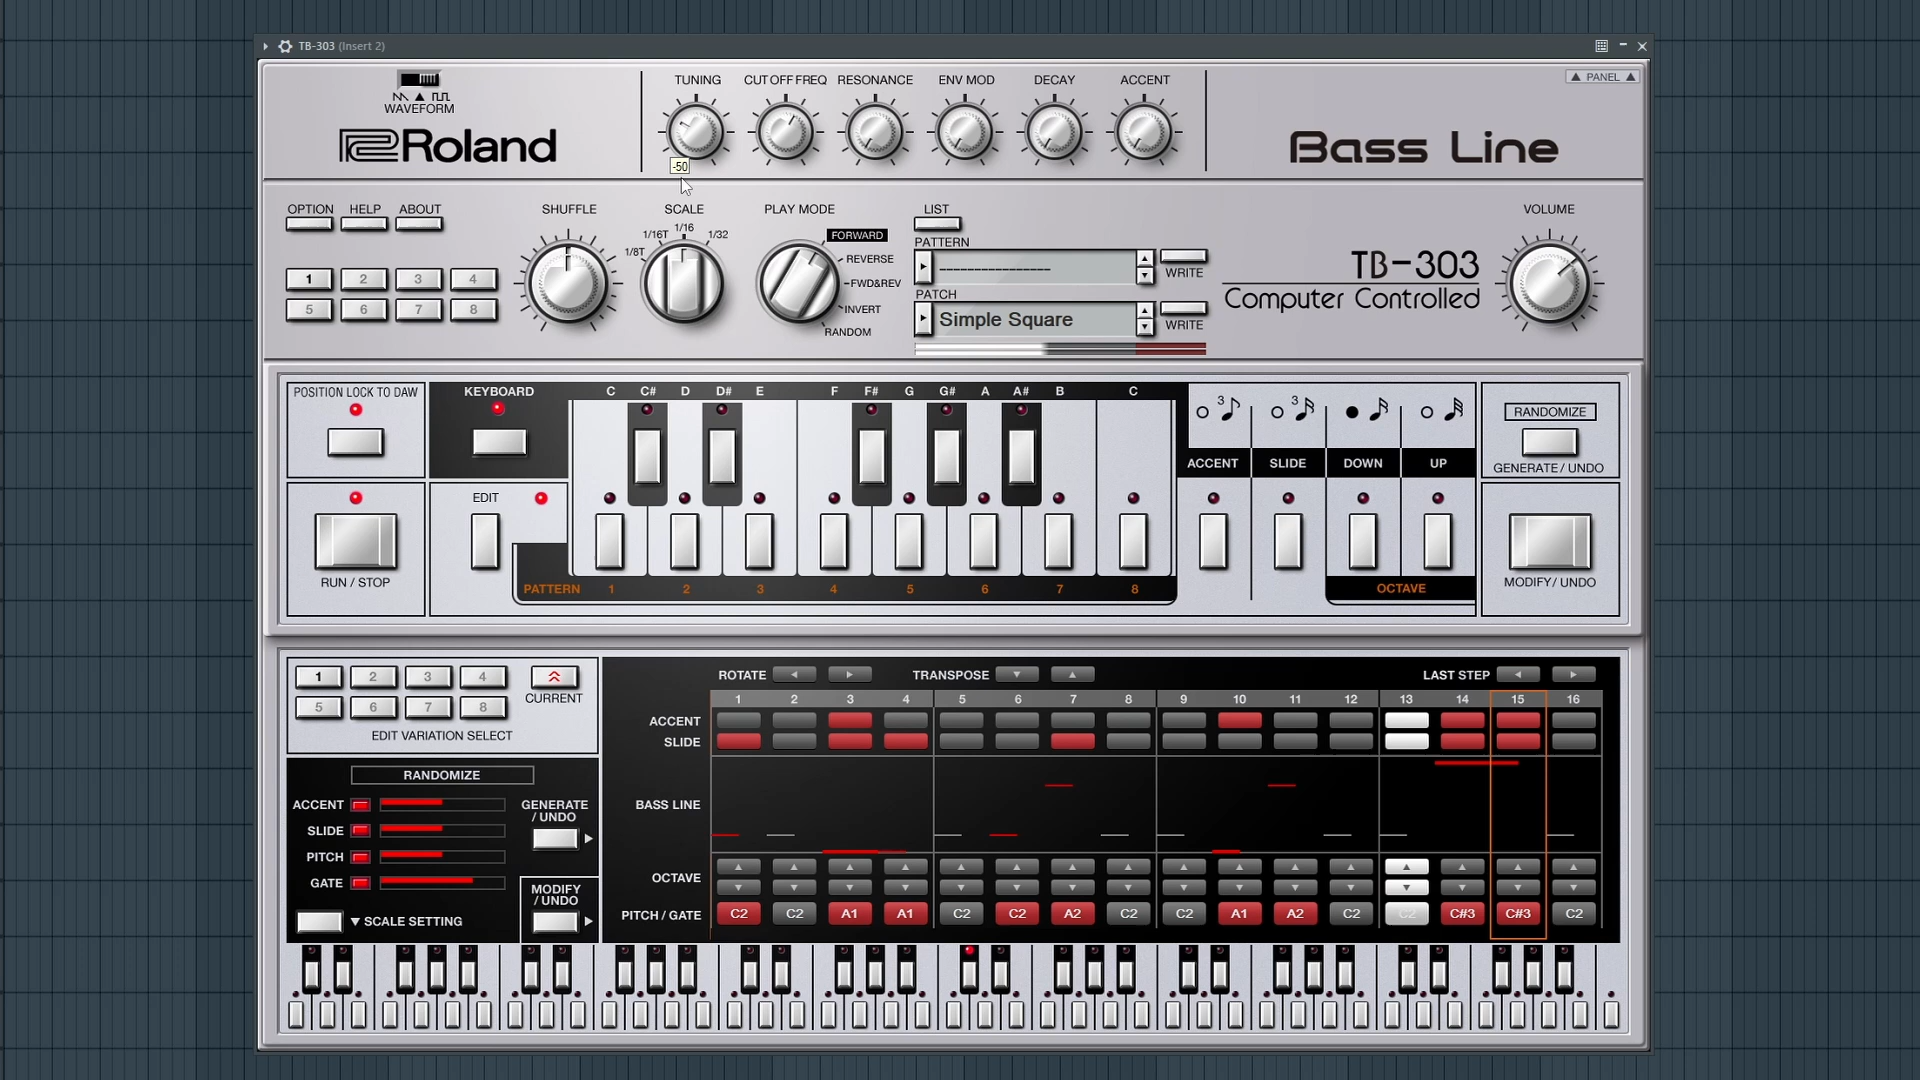 TB-303 (Insert 2)
WAVEFORM
Roland
TUNING CUT OFF FREQ RESONANCE ENV MOD DECAY ACCENT
-50
▲ PANEL ▲
Bass Line
OPTION HELP ABOUT
1 2 3 4
5 6 7 8
SHUFFLE
SCALE
1/8T 1/16T 1/16 1/32
PLAY MODE
FORWARD
REVERSE
FWD&REV
INVERT
RANDOM
LIST
PATTERN
----------------
WRITE
PATCH
Simple Square
WRITE
TB-303
Computer Controlled
VOLUME
POSITION LOCK TO DAW
KEYBOARD
C C# D D# E F F# G G# A A# B C
3 3
ACCENT SLIDE DOWN UP
RANDOMIZE
GENERATE / UNDO
RUN / STOP
EDIT
PATTERN 1 2 3 4 5 6 7 8
OCTAVE
MODIFY / UNDO
1 2 3 4
5 6 7 8
CURRENT
EDIT VARIATION SELECT
RANDOMIZE
ACCENT
SLIDE
PITCH
GATE
GENERATE
/ UNDO
MODIFY
/ UNDO
▼ SCALE SETTING
ROTATE TRANSPOSE LAST STEP
1 2 3 4 5 6 7 8 9 10 11 12 13 14 15 16
ACCENT
SLIDE
BASS LINE
OCTAVE
PITCH / GATE C2 C2 A1 A1 C2 C2 A2 C2 C2 A1 A2 C2 C2 C#3 C#3 C2